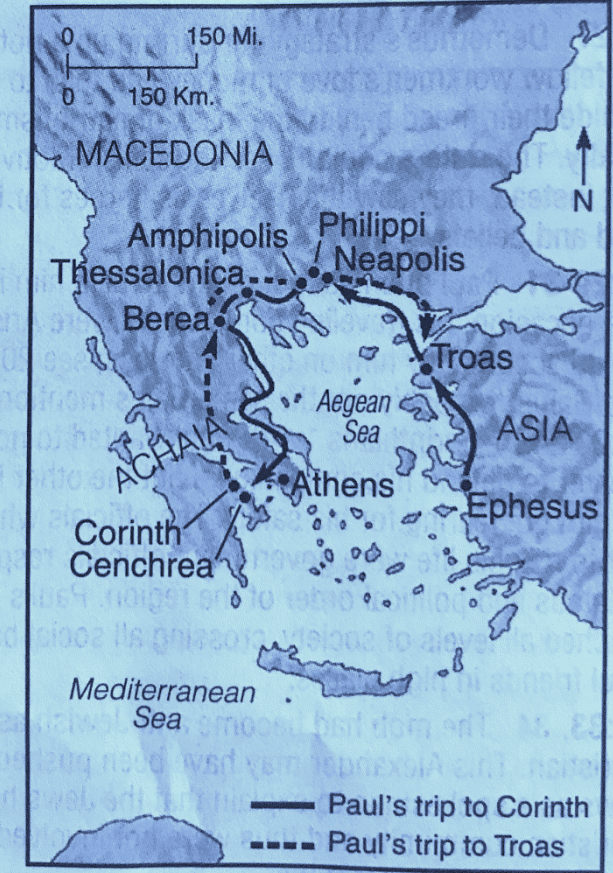 0 150 Mi.
0 150 Km.
MACEDONIA
N
Philippi
Amphipolis
Neapolis
Thessalonica
Berea
Troas
Aegean
Sea
ASIA
ACHAIA
Athens
Ephesus
Corinth
Cenchrea
Mediterranean
Sea
Paul's trip to Corinth
Paul's trip to Troas